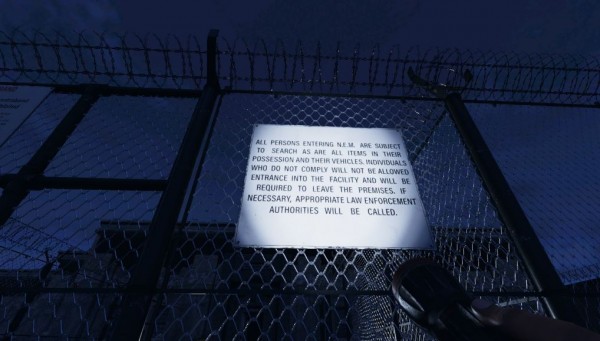 ALL PERSONS ENTERING N.E.M. ARE SUBJECT
TO SEARCH AS ARE ALL ITEMS IN THEIR
POSSESSION AND THEIR VEHICLES. INDIVIDUALS
WHO DO NOT COMPLY WILL NOT BE ALLOWED
ENTRANCE INTO THE FACILITY AND WILL BE
REQUIRED TO LEAVE THE PREMISES. IF
NECESSARY, APPROPRIATE LAW ENFORCEMENT
AUTHORITIES WILL BE CALLED.